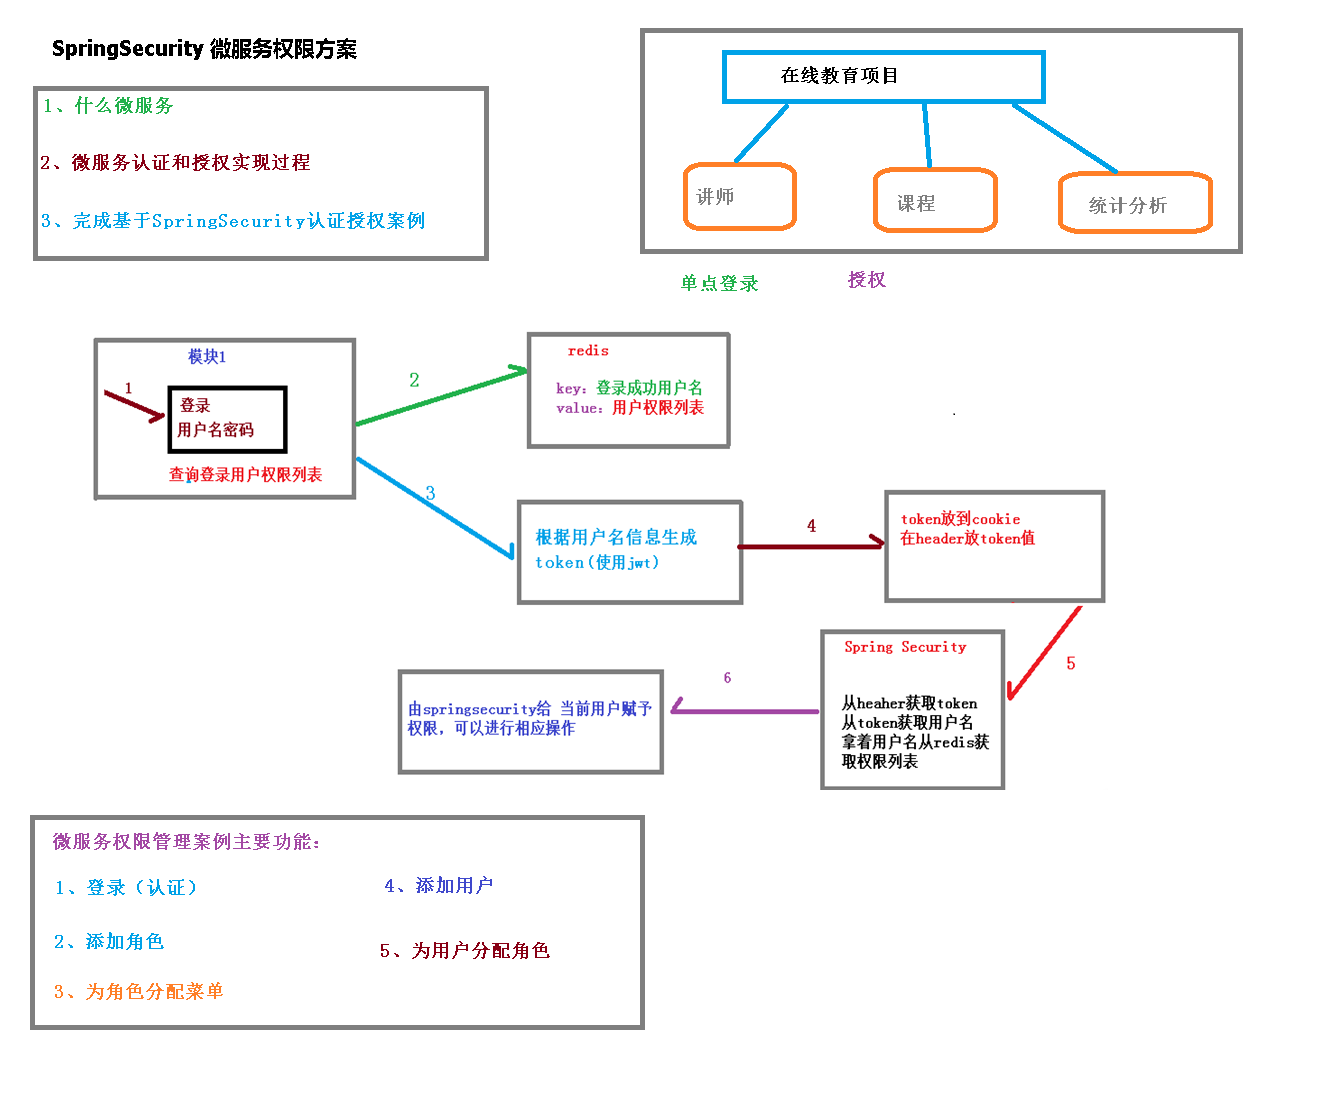 SpringSecurity 微服务权限方案
1、什么微服务
2、微服务认证和授权实现过程
3、完成基于SpringSecurity认证授权案例
在线教育项目
讲师
课程
统计分析
单点登录
授权
模块1
1
登录
用户名密码
查询登录用户权限列表
2
redis
key：登录成功用户名
value：用户权限列表
3
根据用户名信息生成
token(使用jwt)
4
token放到cookie
在header放token值
5
Spring Security
从heaher获取token
从token获取用户名
拿着用户名从redis获
取权限列表
6
由springsecurity给 当前用户赋予
权限，可以进行相应操作
微服务权限管理案例主要功能：
1、登录（认证）
2、添加角色
3、为角色分配菜单
4、添加用户
5、为用户分配角色